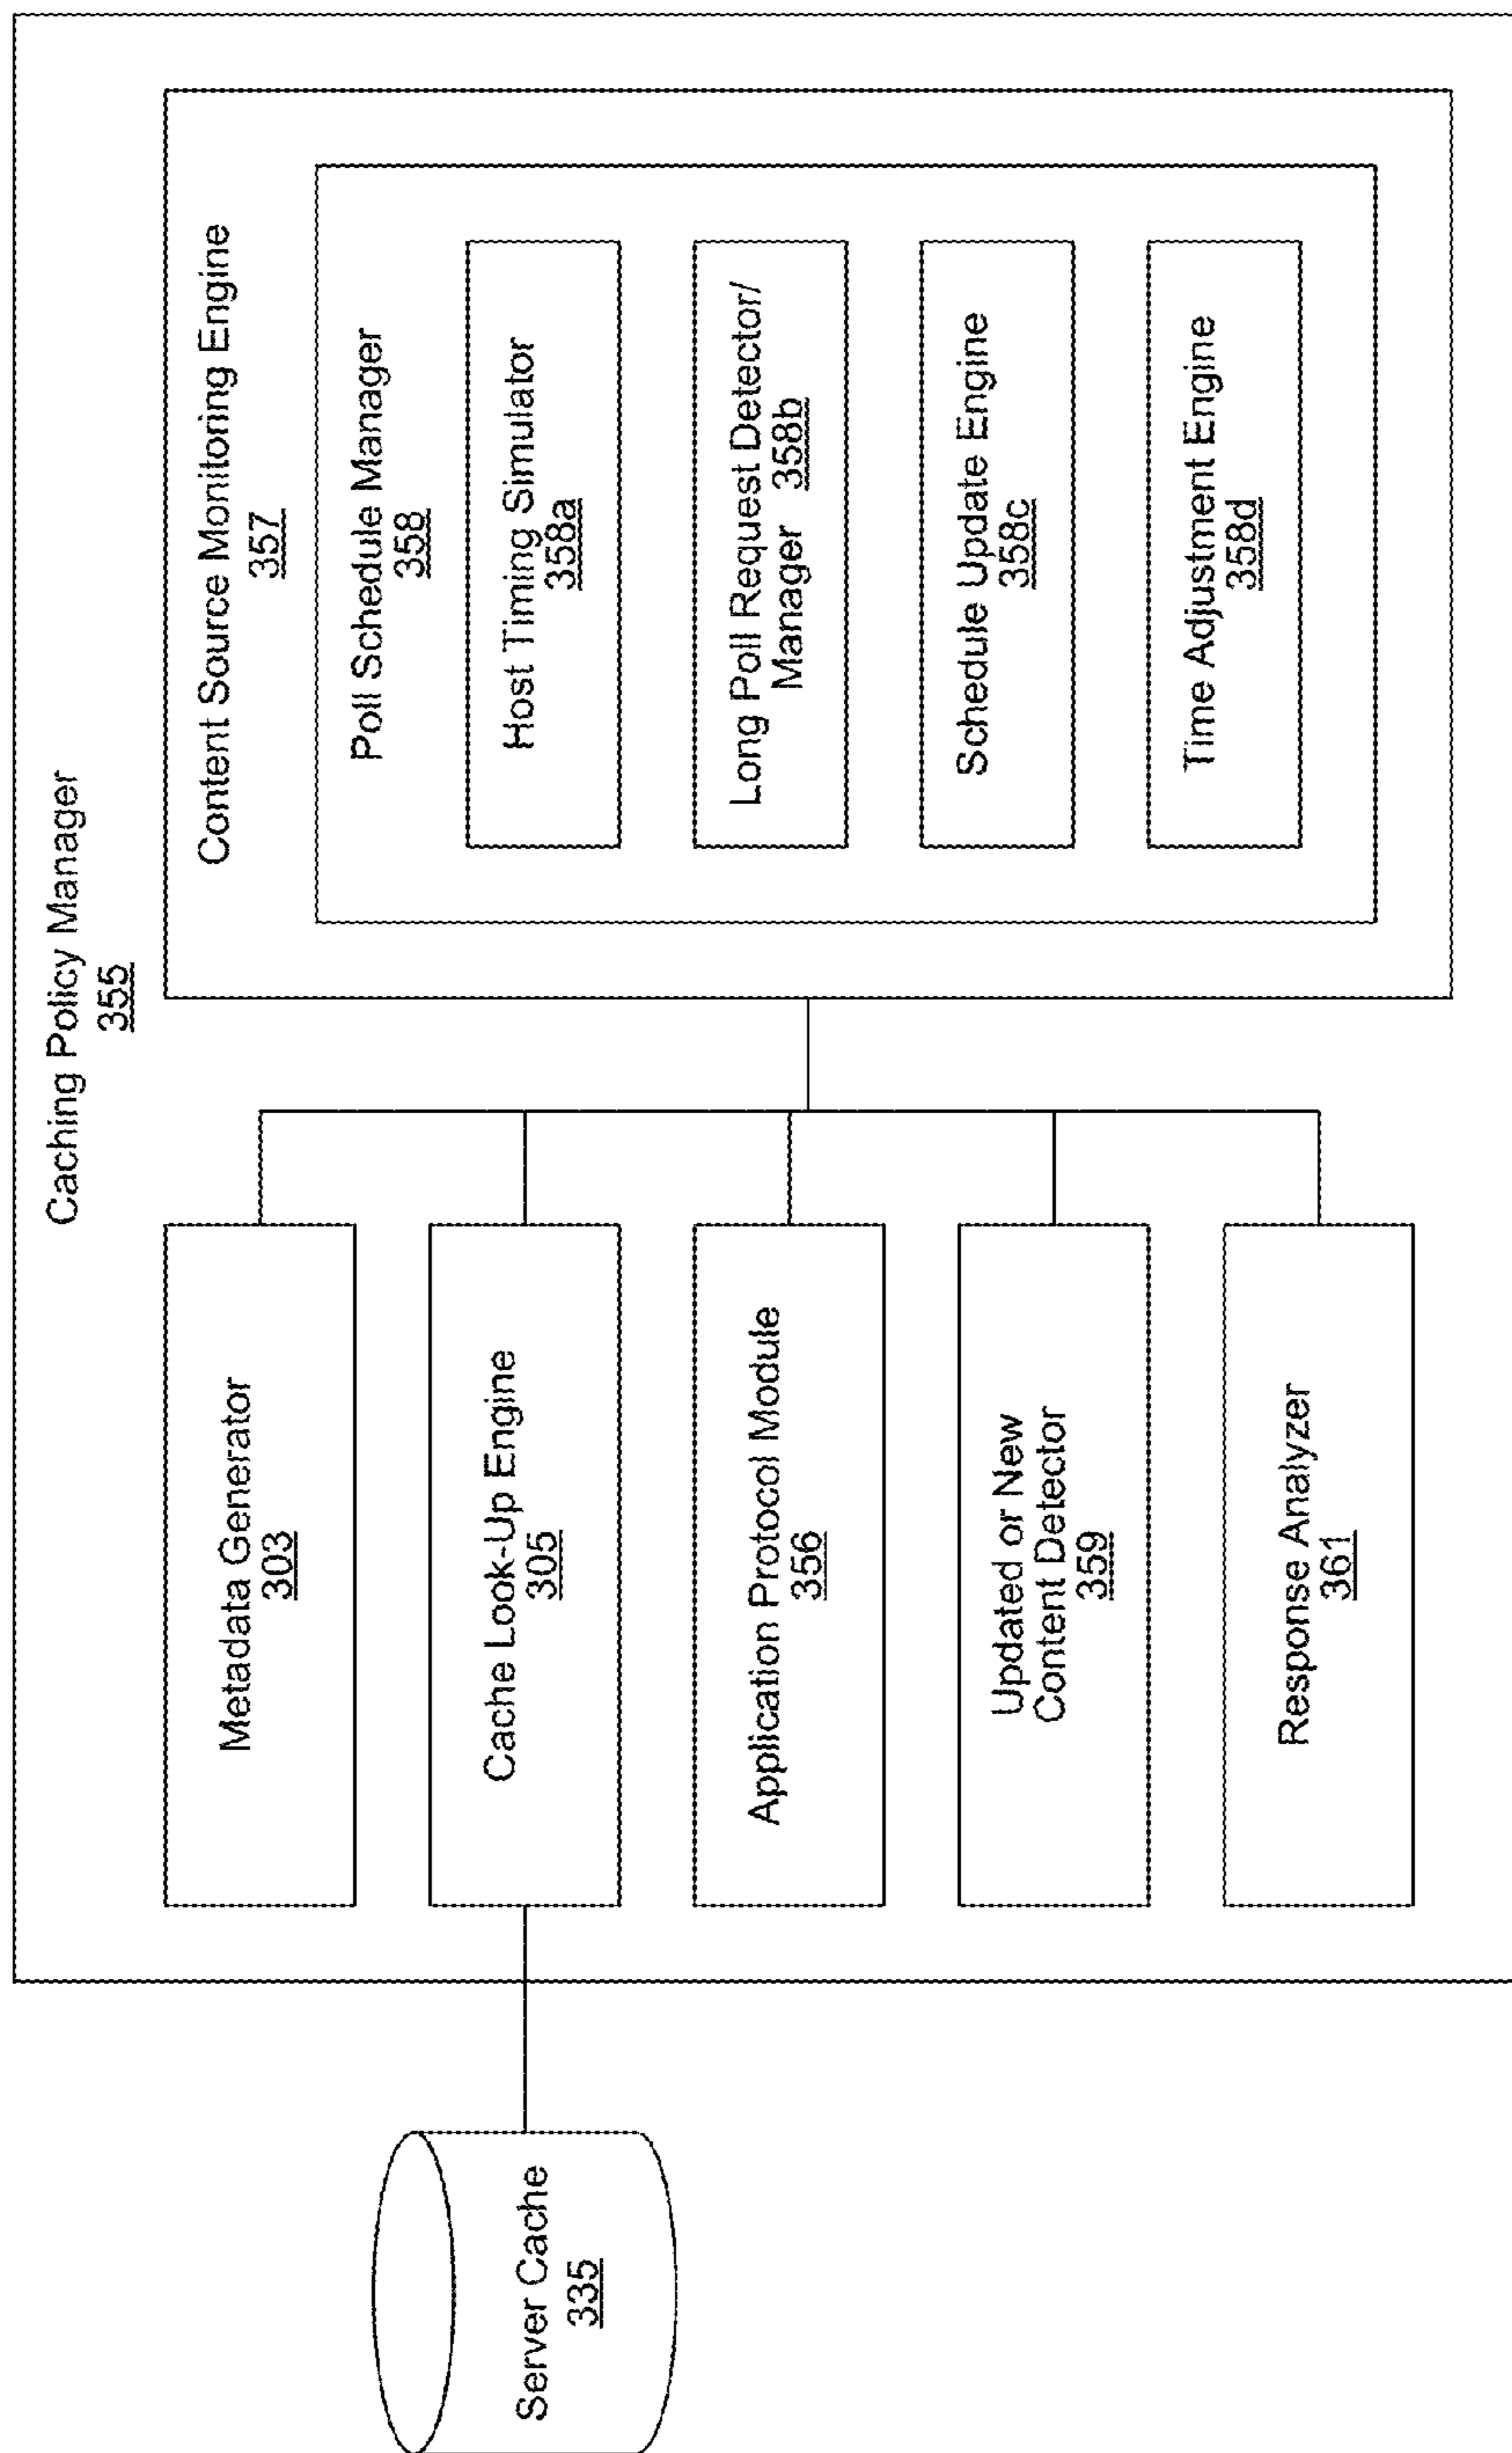 Caching Policy Manager
355
Server Cache
335
Metadata Generator
303
Cache Look-Up Engine
305
Application Protocol Module
356
Updated or New
Content Detector
359
Response Analyzer
361
Content Source Monitoring Engine
357
Poll Schedule Manager
358
Host Timing Simulator
358a
Long Poll Request Detector/
Manager 358b
Schedule Update Engine
358c
Time Adjustment Engine
358d